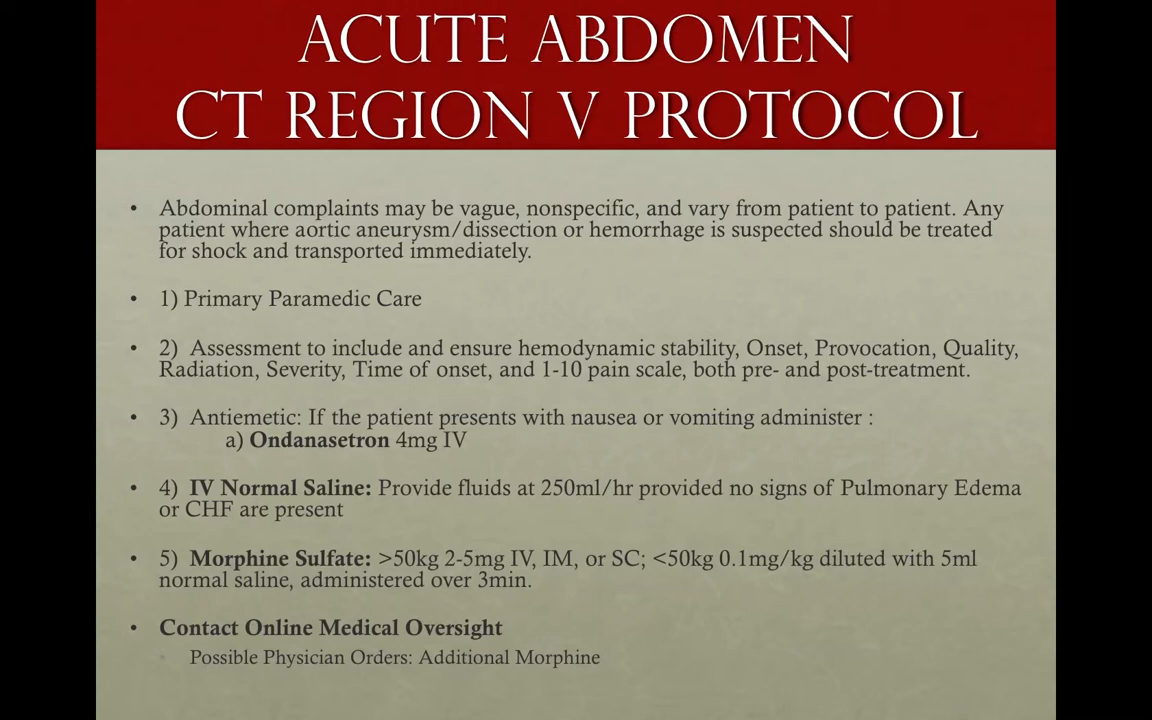 ACUTE ABDOMEN
CT REGION V PROTOCOL
• Abdominal complaints may be vague, nonspecific, and vary from patient to patient. Any
patient where aortic aneurysm/dissection or hemorrhage is suspected should be treated
for shock and transported immediately.
• 1) Primary Paramedic Care
• 2) Assessment to include and ensure hemodynamic stability, Onset, Provocation, Quality,
Radiation, Severity, Time of onset, and 1-10 pain scale, both pre- and post-treatment.
• 3) Antiemetic: If the patient presents with nausea or vomiting administer :
a) Ondanasetron 4mg IV
• 4) IV Normal Saline: Provide fluids at 250ml/hr provided no signs of Pulmonary Edema
or CHF are present
• 5) Morphine Sulfate: >50kg 2-5mg IV, IM, or SC; <50kg 0.1mg/kg diluted with 5ml
normal saline, administered over 3min.
• Contact Online Medical Oversight
• Possible Physician Orders: Additional Morphine